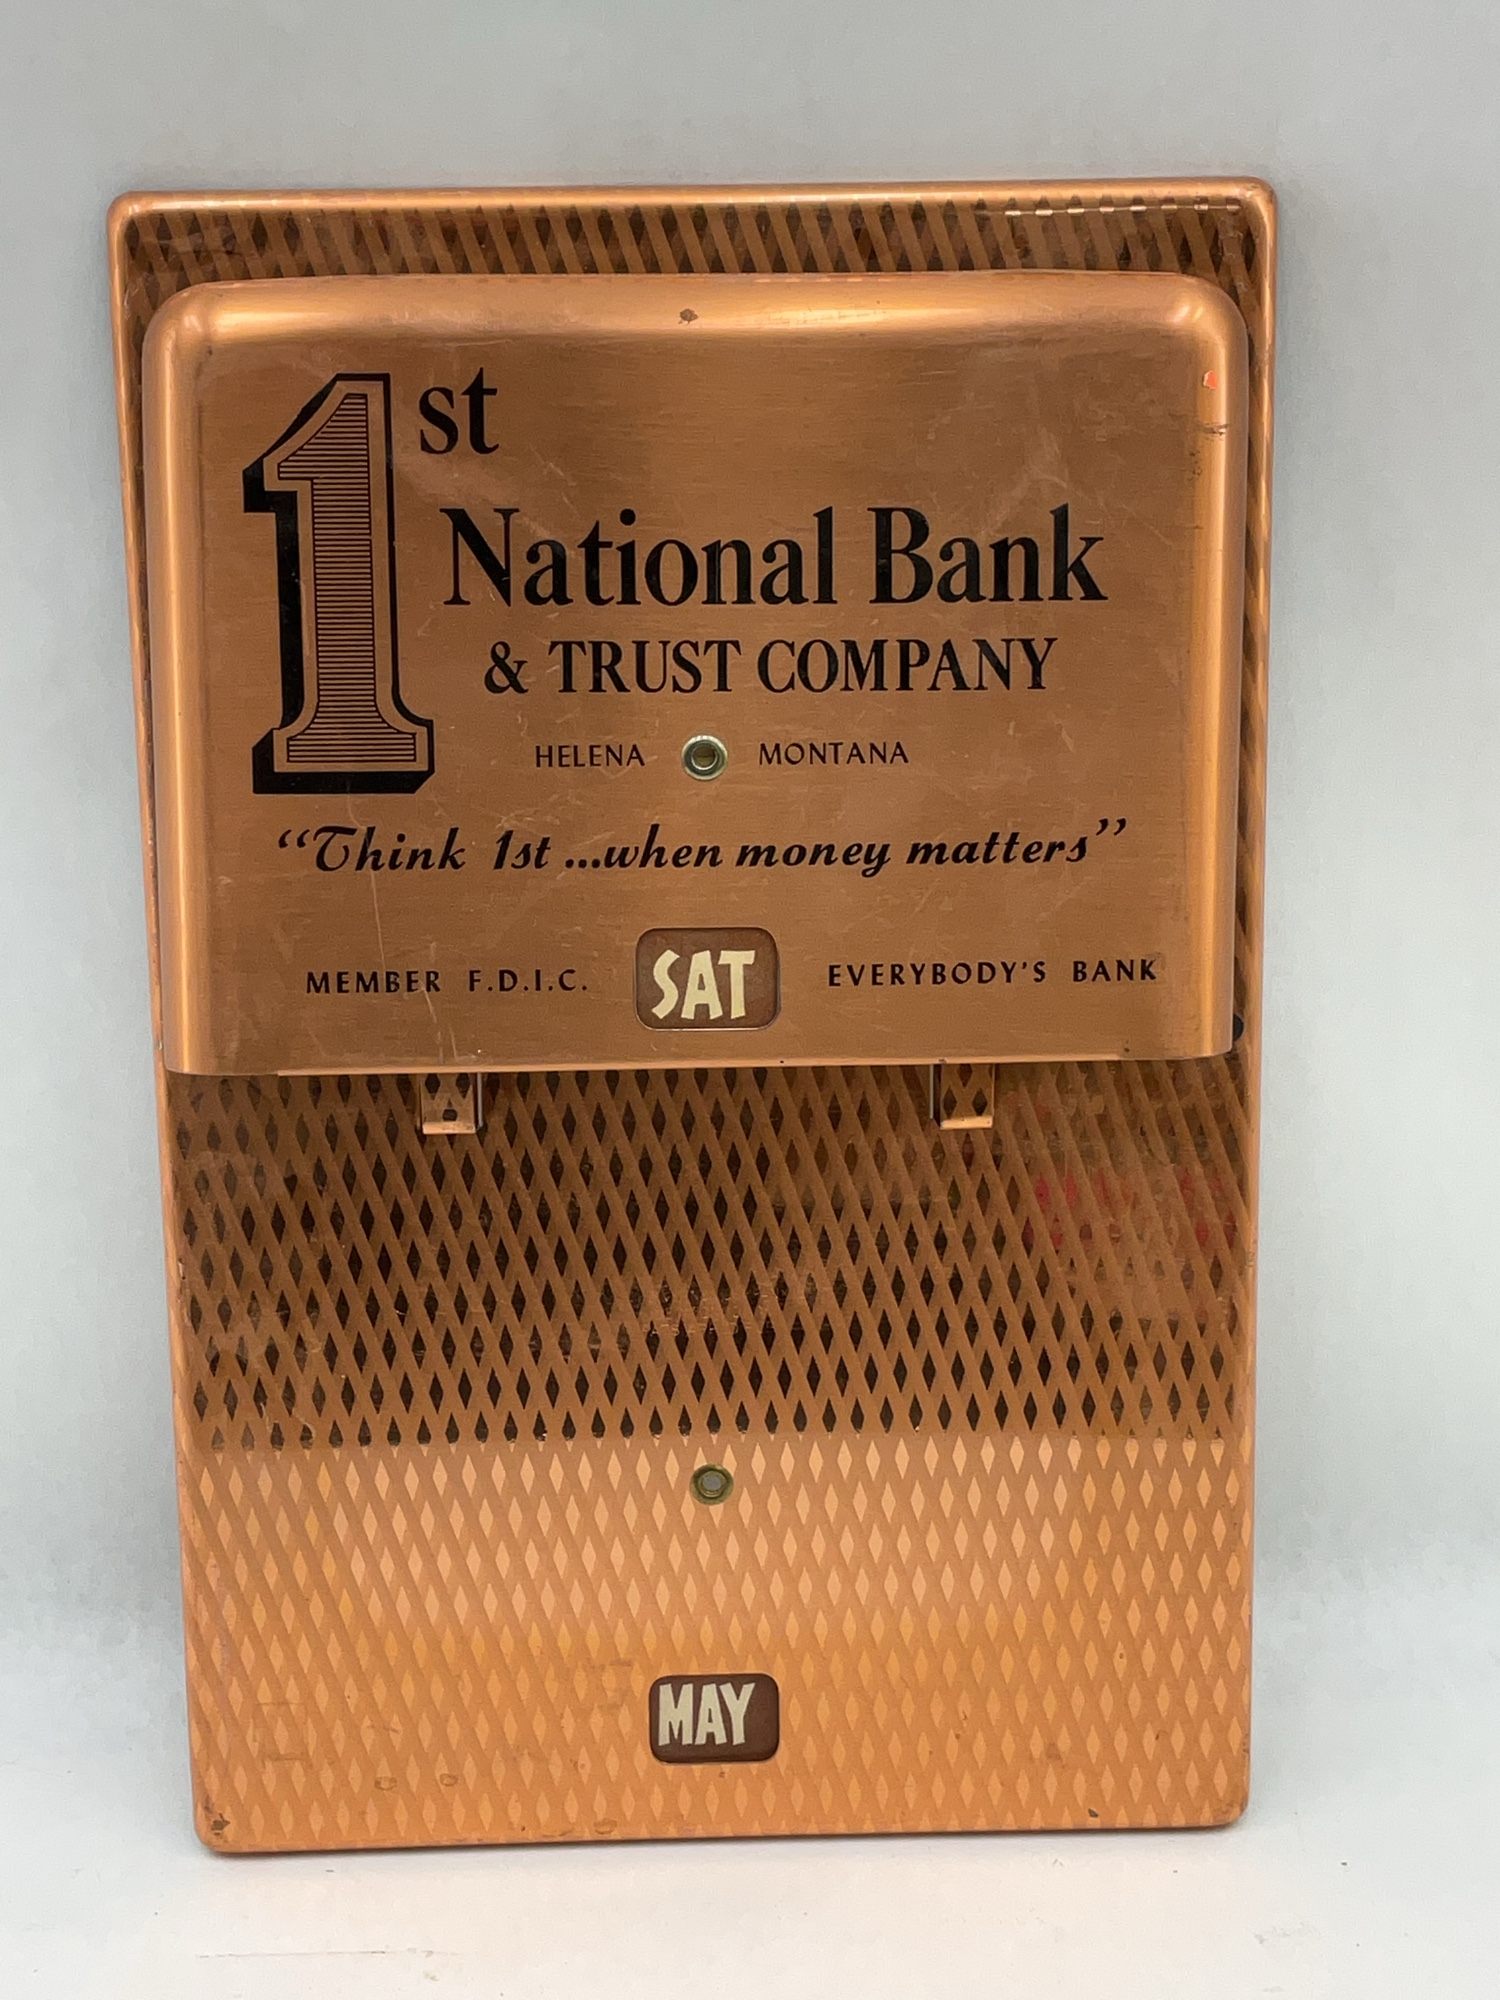 1st
National Bank
& TRUST COMPANY
HELENA MONTANA
“Think 1st...when money matters”
MEMBER F.D.I.C. SAT EVERYBODY'S BANK
MAY